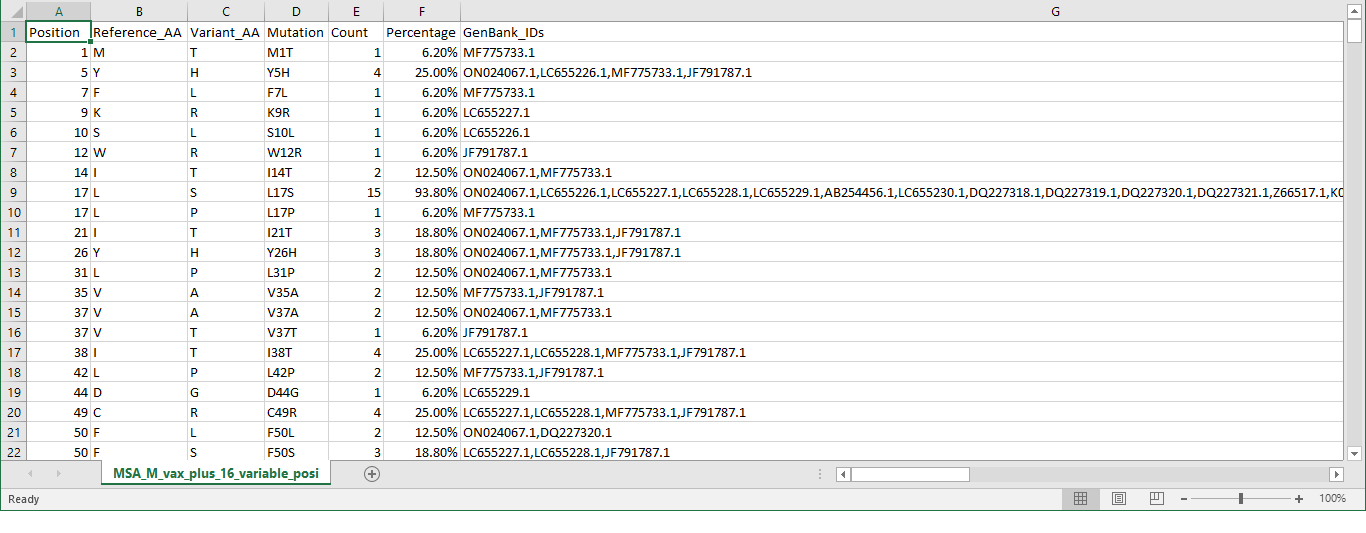 A B C D E F G
1 Position Reference_AA Variant_AA Mutation Count Percentage GenBank_IDs
2 1 M T M1T 1 6.20% MF775733.1
3 5 Y H Y5H 4 25.00% ON024067.1,LC655226.1,MF775733.1,JF791787.1
4 7 F L F7L 1 6.20% MF775733.1
5 9 K R K9R 1 6.20% LC655227.1
6 10 S L S10L 1 6.20% LC655226.1
7 12 W R W12R 1 6.20% JF791787.1
8 14 I T I14T 2 12.50% ON024067.1,MF775733.1
9 17 L S L17S 15 93.80% ON024067.1,LC655226.1,LC655227.1,LC655228.1,LC655229.1,AB254456.1,LC655230.1,DQ227318.1,DQ227319.1,DQ227320.1,DQ227321.1,Z66517.1,K0
10 17 L P L17P 1 6.20% MF775733.1
11 21 I T I21T 3 18.80% ON024067.1,MF775733.1,JF791787.1
12 26 Y H Y26H 3 18.80% ON024067.1,MF775733.1,JF791787.1
13 31 L P L31P 2 12.50% ON024067.1,MF775733.1
14 35 V A V35A 2 12.50% MF775733.1,JF791787.1
15 37 V A V37A 2 12.50% ON024067.1,MF775733.1
16 37 V T V37T 1 6.20% JF791787.1
17 38 I T I38T 4 25.00% LC655227.1,LC655228.1,MF775733.1,JF791787.1
18 42 L P L42P 2 12.50% MF775733.1,JF791787.1
19 44 D G D44G 1 6.20% LC655229.1
20 49 C R C49R 4 25.00% LC655227.1,LC655228.1,MF775733.1,JF791787.1
21 50 F L F50L 2 12.50% ON024067.1,DQ227320.1
22 50 F S F50S 3 18.80% LC655227.1,LC655228.1,JF791787.1
MSA_M_vax_plus_16_variable_posi
Ready 100%